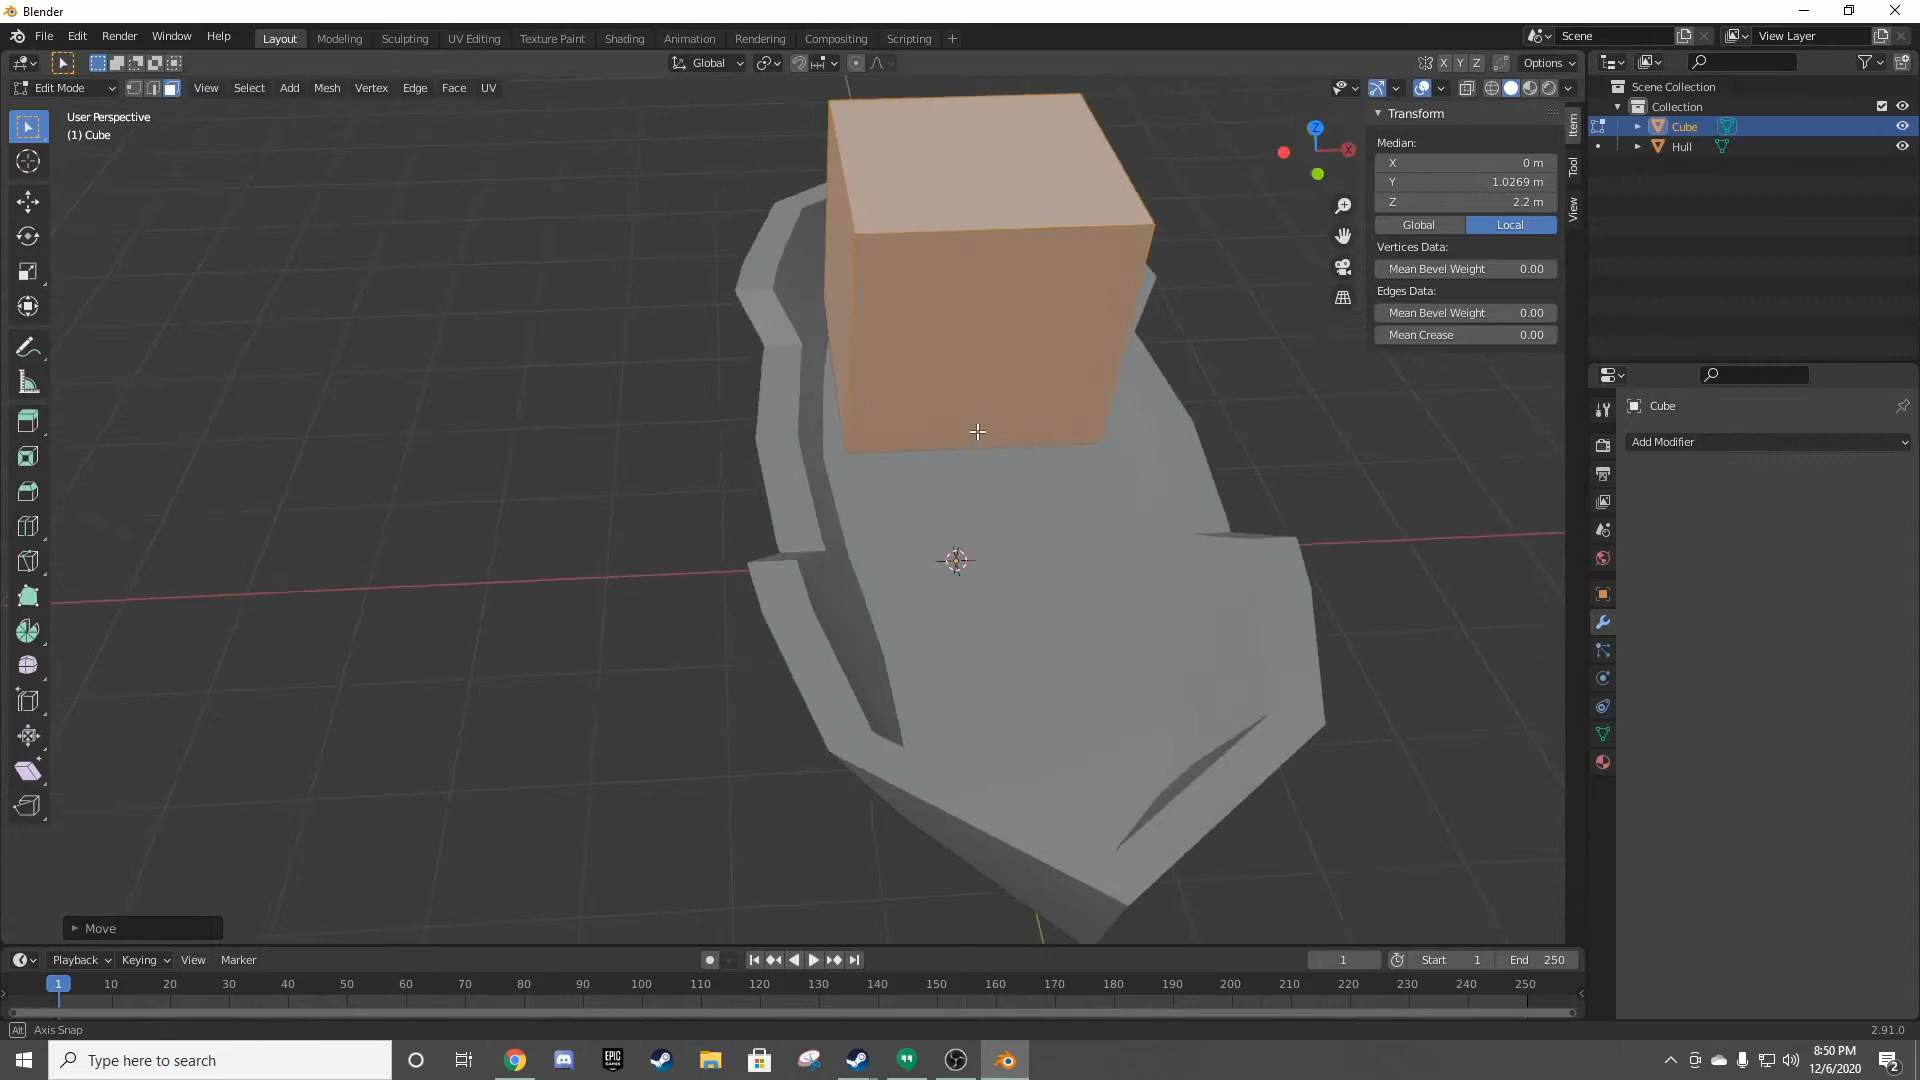 Blender
File Edit Render Window Help
Layout Modeling Sculpting UV Editing Texture Paint Shading Animation Rendering Compositing Scripting +
Scene
View Layer
Global
X Y Z
Options
Edit Mode
View Select Add Mesh Vertex Edge Face UV
User Perspective
(1) Cube
Z
X
Transform
Median:
X 0 m
Y 1.0269 m
Z 2.2 m
Global Local
Vertices Data:
Mean Bevel Weight 0.00
Edges Data:
Mean Bevel Weight 0.00
Mean Crease 0.00
Item
Tool
View
Scene Collection
Collection
Cube
Hull
Cube
Add Modifier
Move
Playback Keying View Marker
1
Start 1
End 250
1 10 20 30 40 50 60 70 80 90 100 110 120 130 140 150 160 170 180 190 200 210 220 230 240 250
Alt Axis Snap
2.91.0
Type here to search
EPIC GAMES
8:50 PM
12/6/2020
2